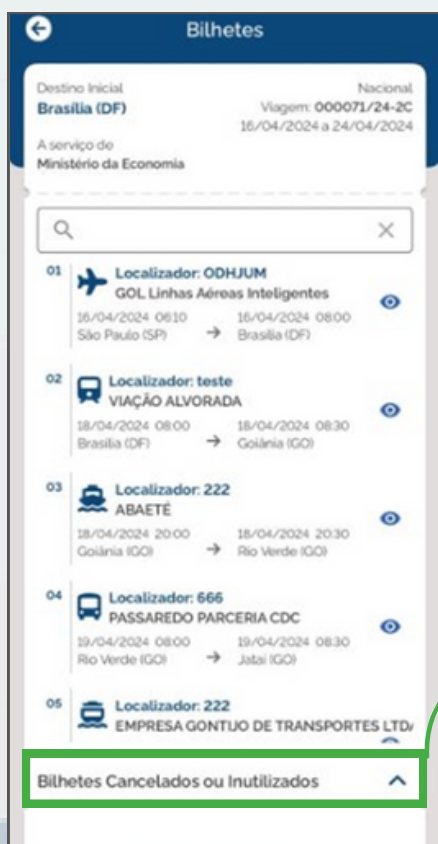 Bilhetes
Destino Inicial Nacional
Brasília (DF) Viagem: 000071/24-2C
16/04/2024 a 24/04/2024
A serviço de
Ministério da Economia
01 Localizador: ODHJUM
GOL Linhas Aéreas Inteligentes
16/04/2024 0610 16/04/2024 08:00
São Paulo (SP) → Brasília (DF)
02 Localizador: teste
VIAÇÃO ALVORADA
18/04/2024 08:00 18/04/2024 08:30
Brasília (DF) → Goiânia (GO)
03 Localizador: 222
ABAETÉ
18/04/2024 20:00 18/04/2024 20:30
Goiânia (GO) → Rio Verde (GO)
04 Localizador: 666
PASSAREDO PARCERIA CDC
19/04/2024 08:00 19/04/2024 08:30
Rio Verde (GO) → Jataí (GO)
05 Localizador: 222
EMPRESA GONTIJO DE TRANSPORTES LTD
Bilhetes Cancelados ou Inutilizados